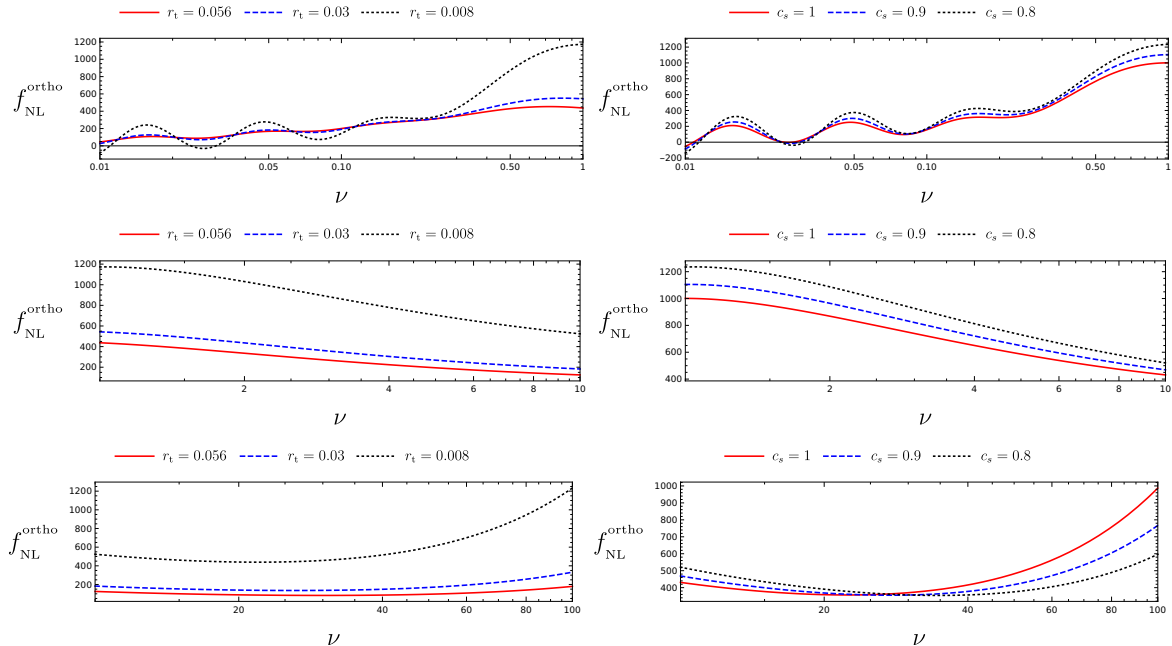 r_t = 0.056 r_t = 0.03 r_t = 0.008
1200
1000
800
600
400
200
0
f_NL^ortho
0.01 0.05 0.10 0.50 1
ν
c_s = 1 c_s = 0.9 c_s = 0.8
1200
1000
800
600
400
200
0
−200
f_NL^ortho
0.01 0.05 0.10 0.50 1
ν
r_t = 0.056 r_t = 0.03 r_t = 0.008
1200
1000
800
600
400
200
f_NL^ortho
2 4 6 8 10
ν
c_s = 1 c_s = 0.9 c_s = 0.8
1200
1000
800
600
400
f_NL^ortho
2 4 6 8 10
ν
r_t = 0.056 r_t = 0.03 r_t = 0.008
1200
1000
800
600
400
200
f_NL^ortho
20 40 60 80 100
ν
c_s = 1 c_s = 0.9 c_s = 0.8
1000
900
800
700
600
500
400
f_NL^ortho
20 40 60 80 100
ν